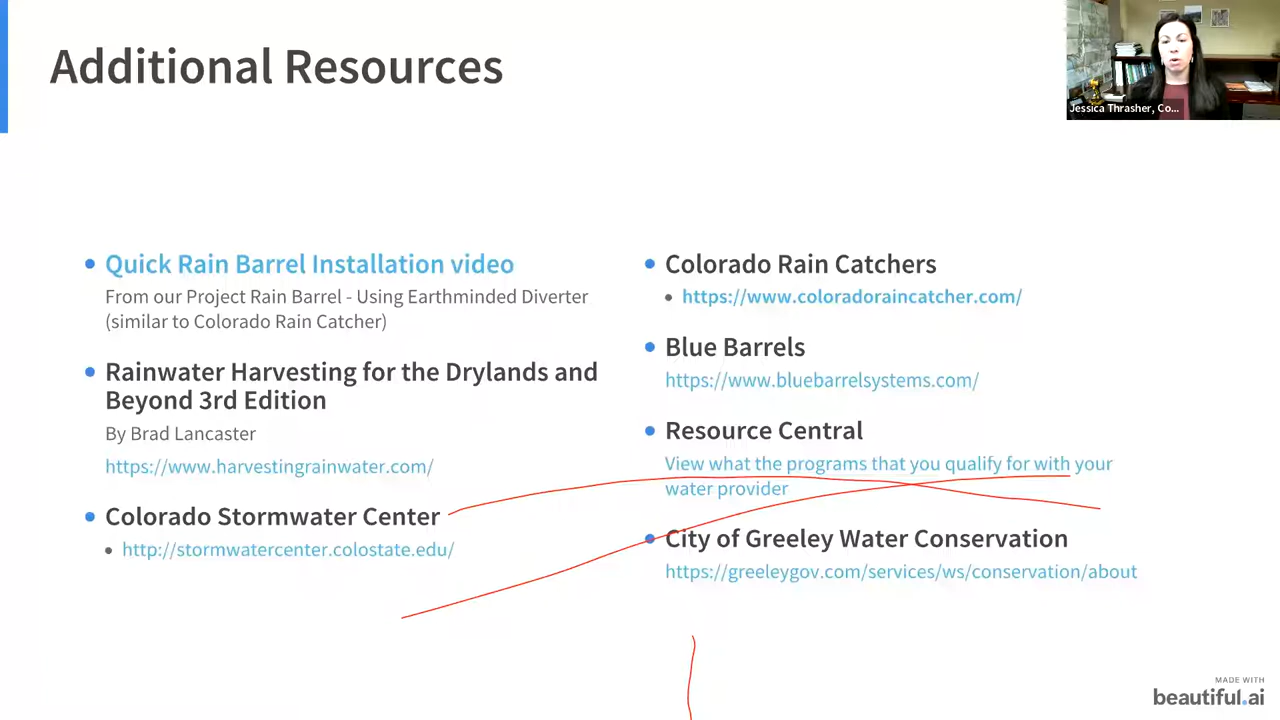 Additional Resources
Jessica Thrasher, Co...
Quick Rain Barrel Installation video
From our Project Rain Barrel - Using Earthminded Diverter
(similar to Colorado Rain Catcher)
Rainwater Harvesting for the Drylands and
Beyond 3rd Edition
By Brad Lancaster
https://www.harvestingrainwater.com/
Colorado Stormwater Center
http://stormwatercenter.colostate.edu/
Colorado Rain Catchers
https://www.coloradoraincatcher.com/
Blue Barrels
https://www.bluebarrelsystems.com/
Resource Central
View what the programs that you qualify for with your
water provider
City of Greeley Water Conservation
https://greeleygov.com/services/ws/conservation/about
MADE WITH
beautiful.ai